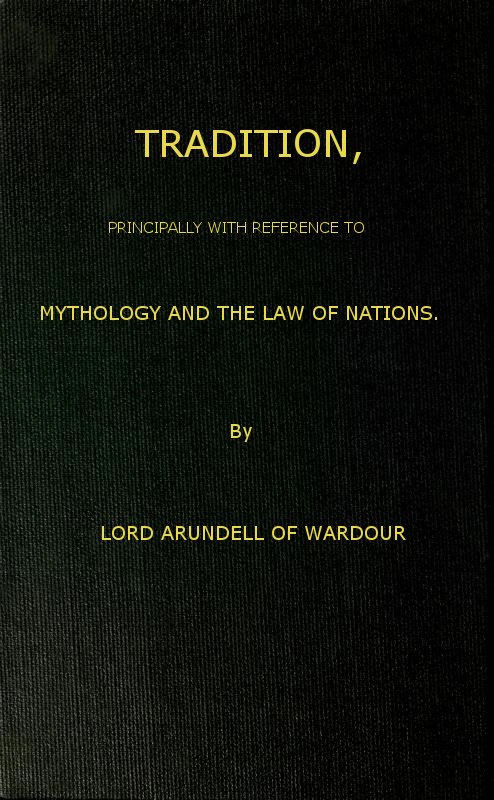 TRADITION,
PRINCIPALLY WITH REFERENCE TO
MYTHOLOGY AND THE LAW OF NATIONS.
By
LORD ARUNDELL OF WARDOUR